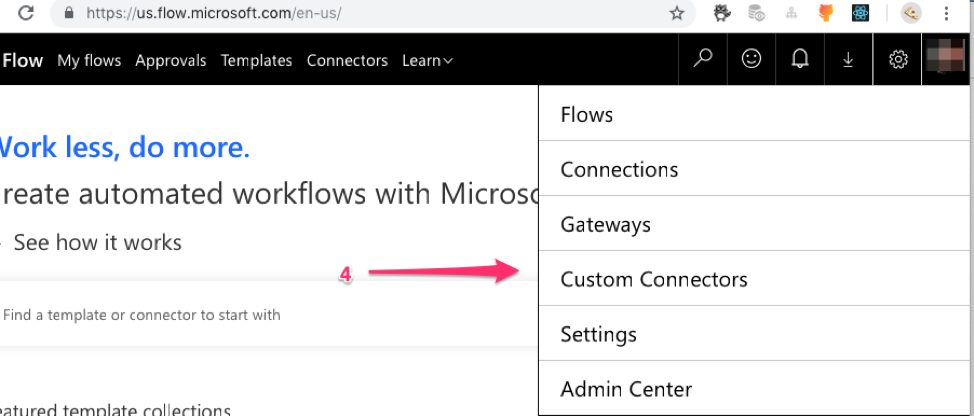 https://us.flow.microsoft.com/en-us/
Flow My flows Approvals Templates Connectors Learn
Work less, do more.
reate automated workflows with Microso
See how it works
Find a template or connector to start with
eatured template collections
4
Flows
Connections
Gateways
Custom Connectors
Settings
Admin Center